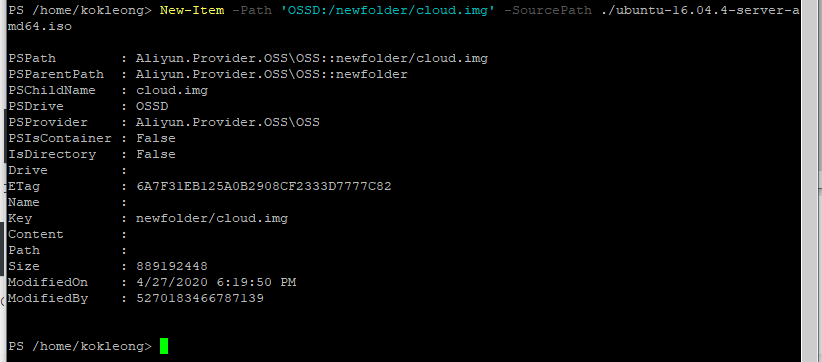 PS /home/kokleong> New-Item -Path 'OSSD:/newfolder/cloud.img' -SourcePath ./ubuntu-16.04.4-server-a
md64.iso
PSPath        : Aliyun.Provider.OSS\OSS::newfolder/cloud.img
PSParentPath  : Aliyun.Provider.OSS\OSS::newfolder
PSChildName   : cloud.img
PSDrive       : OSSD
PSProvider    : Aliyun.Provider.OSS\OSS
PSIsContainer : False
IsDirectory   : False
Drive         :
ETag          : 6A7F31EB125A0B2908CF2333D7777C82
Name          :
Key           : newfolder/cloud.img
Content       :
Path          :
Size          : 889192448
ModifiedOn    : 4/27/2020 6:19:50 PM
ModifiedBy    : 5270183466787139
PS /home/kokleong>